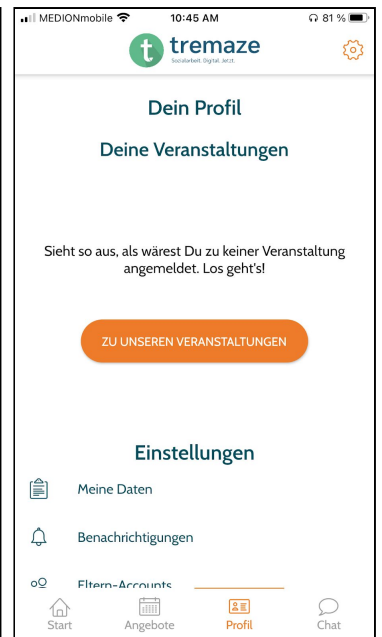 MEDIONmobile 10:45 AM 81 %
t tremaze
Sozialarbeit. Digital. Jetzt.
Dein Profil
Deine Veranstaltungen
Sieht so aus, als wärest Du zu keiner Veranstaltung
angemeldet. Los geht's!
ZU UNSEREN VERANSTALTUNGEN
Einstellungen
Meine Daten
Benachrichtigungen
Eltern-Accounts
Start Angebote Profil Chat